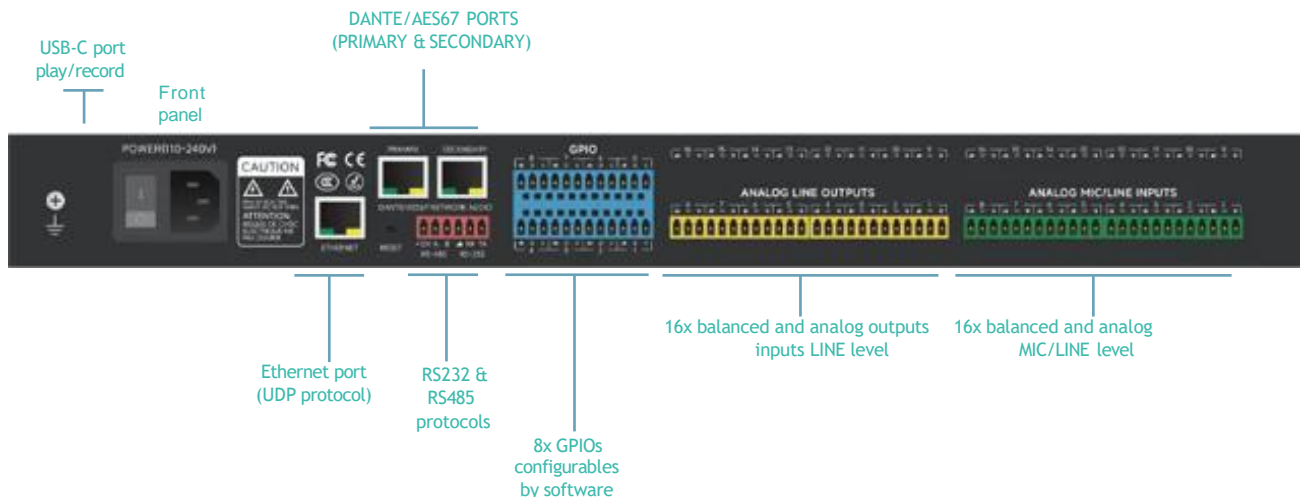 DANTE/AES67 PORTS
(PRIMARY & SECONDARY)
USB-C port
play/record
Front
panel
POWER(110-240V)
CAUTION
ATTENTION:
FC CE
PRIMARY
SECONDARY
ETHERNET
RESET
RS-485
RS-232
GPIO
ANALOG LINE OUTPUTS
ANALOG MIC/LINE INPUTS
Ethernet port
(UDP protocol)
RS232 &
RS485
protocols
8x GPIOs
configurables
by software
16x balanced and analog outputs
inputs LINE level
16x balanced and analog
MIC/LINE level